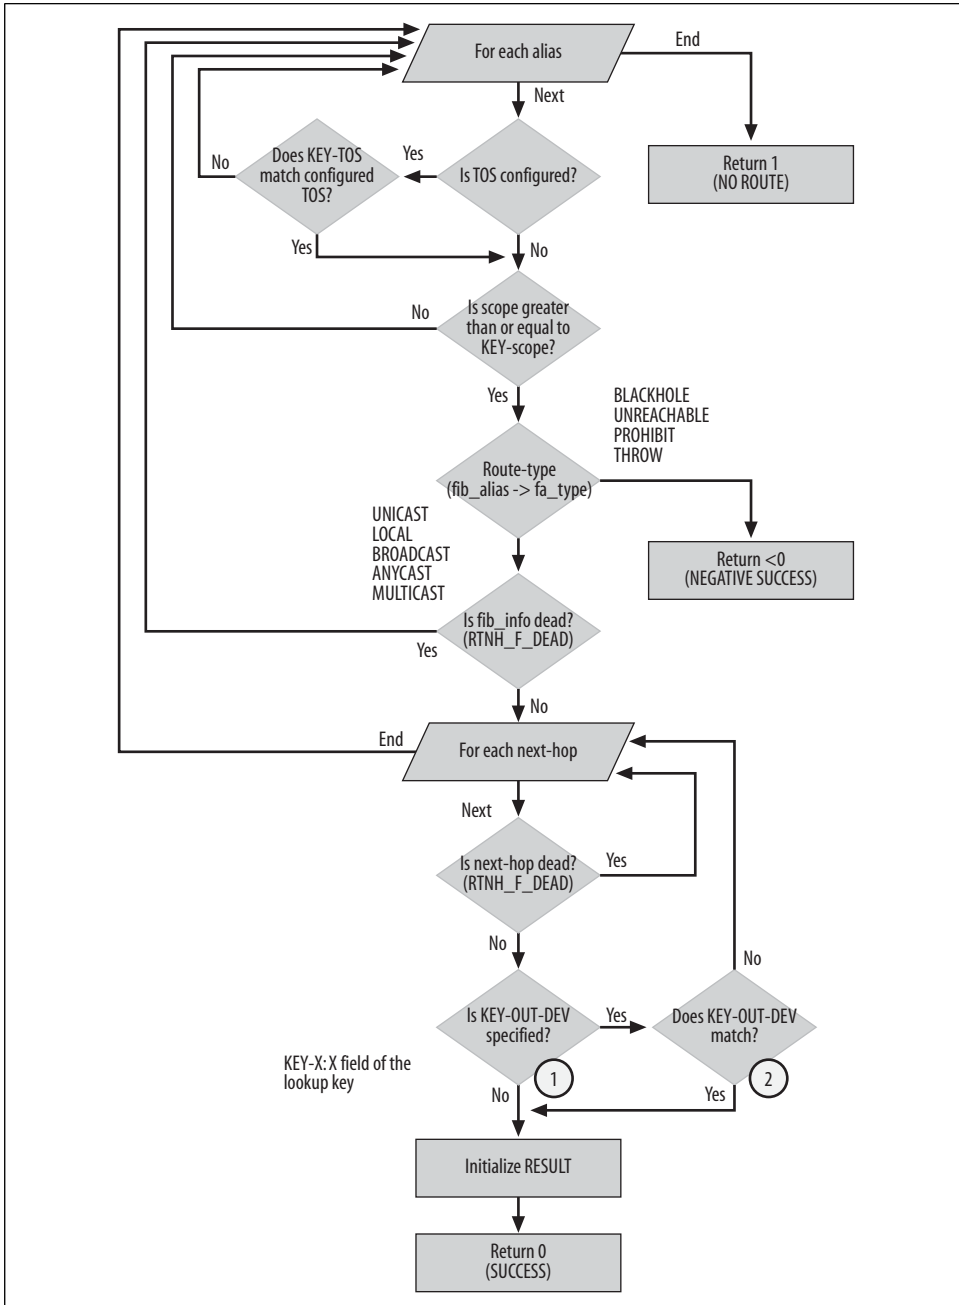 For each alias
End
Next
Return 1
(NO ROUTE)
Does KEY-TOS
match configured
TOS?
No
Yes
Is TOS configured?
Yes
No
Is scope greater
than or equal to
KEY-scope?
No
Yes
BLACKHOLE
UNREACHABLE
PROHIBIT
THROW
Route-type
(fib_alias -> fa_type)
UNICAST
LOCAL
BROADCAST
ANYCAST
MULTICAST
Return <0
(NEGATIVE SUCCESS)
Is fib_info dead?
(RTNH_F_DEAD)
Yes
No
End
For each next-hop
Next
Is next-hop dead?
(RTNH_F_DEAD)
Yes
No
No
Is KEY-OUT-DEV
specified?
Yes
Does KEY-OUT-DEV
match?
KEY-X: X field of the
lookup key
1
2
No
Yes
Initialize RESULT
Return 0
(SUCCESS)